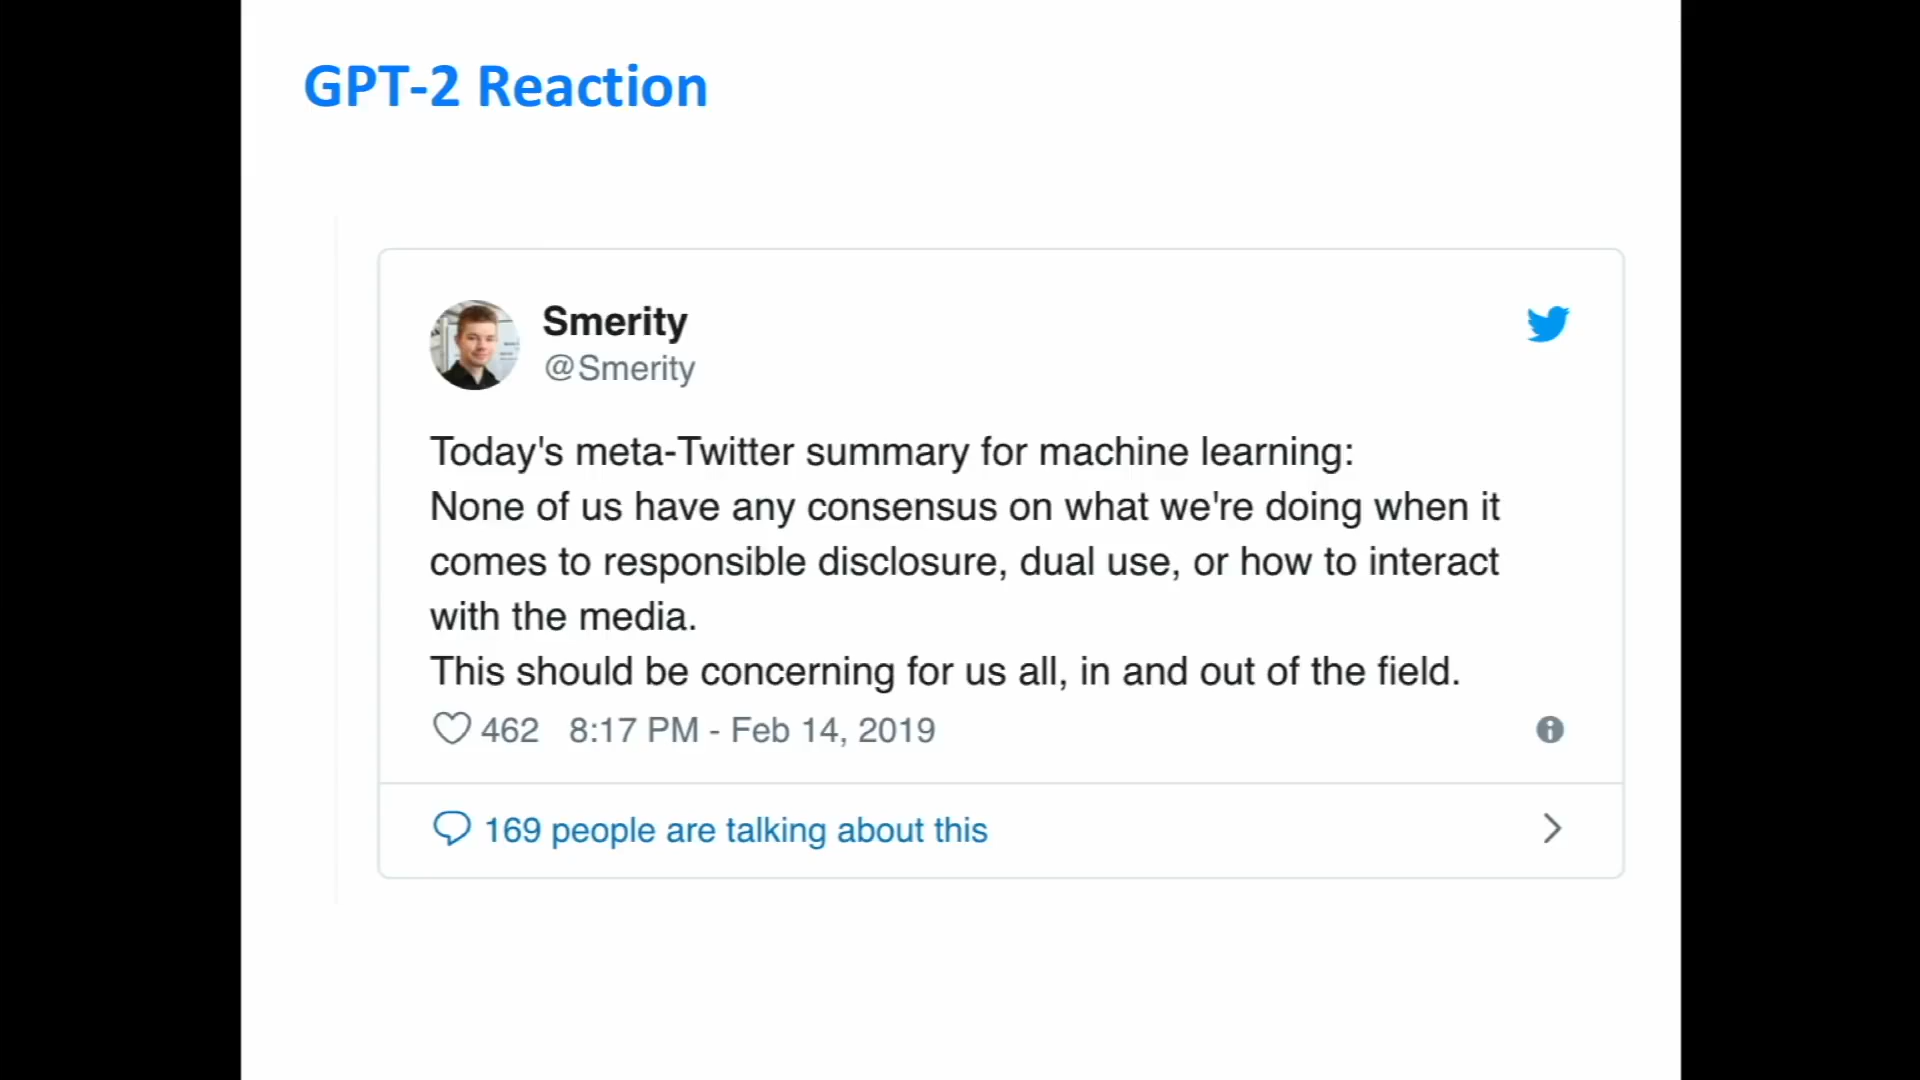 GPT-2 Reaction
Smerity
@Smerity
Today's meta-Twitter summary for machine learning:
None of us have any consensus on what we're doing when it
comes to responsible disclosure, dual use, or how to interact
with the media.
This should be concerning for us all, in and out of the field.
462 8:17 PM - Feb 14, 2019
169 people are talking about this